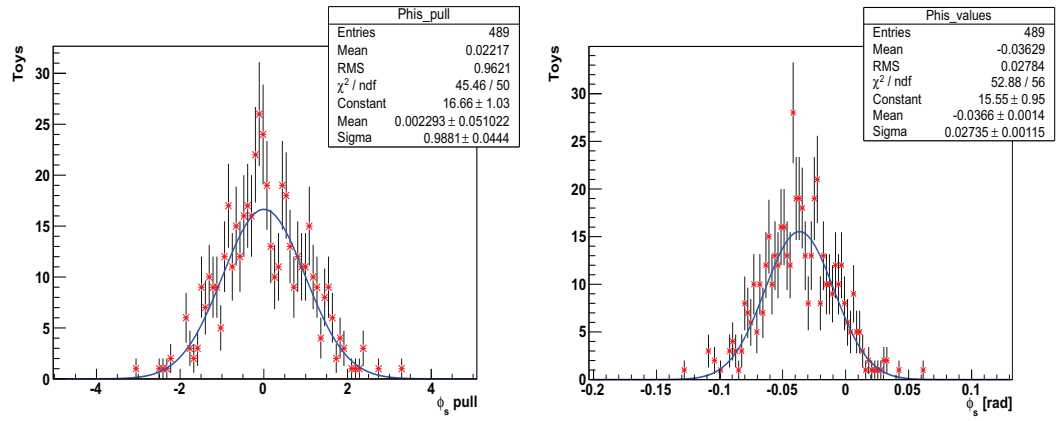 Phis_pull
Entries 489
Mean 0.02217
RMS 0.9621
χ² / ndf 45.46 / 50
Constant 16.66 ± 1.03
Mean 0.002293 ± 0.051022
Sigma 0.9881 ± 0.0444
Toys
30
25
20
15
10
5
0
-4 -2 0 2 4
ϕs pull
Phis_values
Entries 489
Mean -0.03629
RMS 0.02784
χ² / ndf 52.88 / 56
Constant 15.55 ± 0.95
Mean -0.0366 ± 0.0014
Sigma 0.02735 ± 0.00115
Toys
30
25
20
15
10
5
0
-0.2 -0.15 -0.1 -0.05 0 0.05 0.1
ϕs [rad]